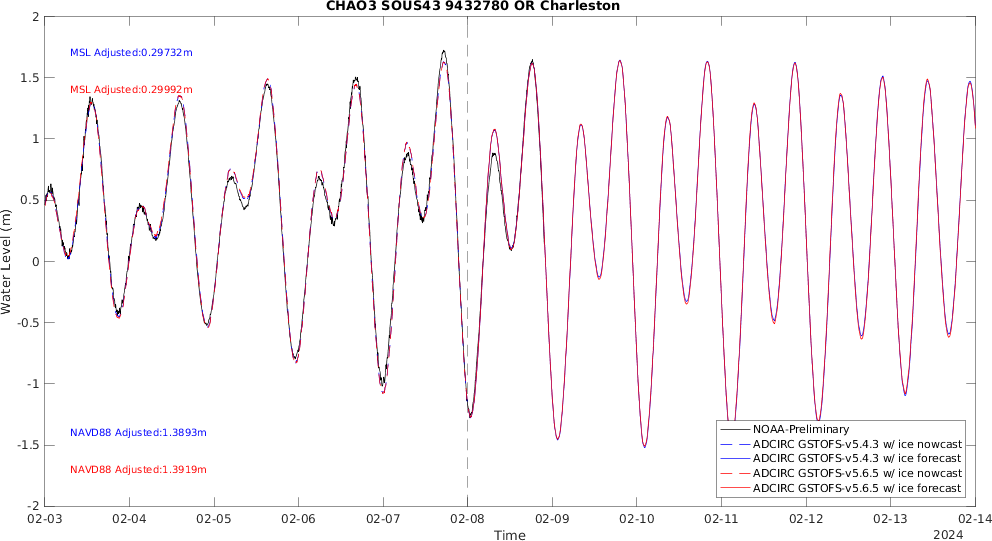 CHAO3 SOUS43 9432780 OR Charleston
2
1.5
1
0.5
0
-0.5
-1
-1.5
-2
Water Level (m)
MSL Adjusted:0.29732m
MSL Adjusted:0.29992m
NAVD88 Adjusted:1.3893m
NAVD88 Adjusted:1.3919m
NOAA-Preliminary
ADCIRC GSTOFS-v5.4.3 w/ ice nowcast
ADCIRC GSTOFS-v5.4.3 w/ ice forecast
ADCIRC GSTOFS-v5.6.5 w/ ice nowcast
ADCIRC GSTOFS-v5.6.5 w/ ice forecast
02-03 02-04 02-05 02-06 02-07 02-08 02-09 02-10 02-11 02-12 02-13 02-14
Time
2024